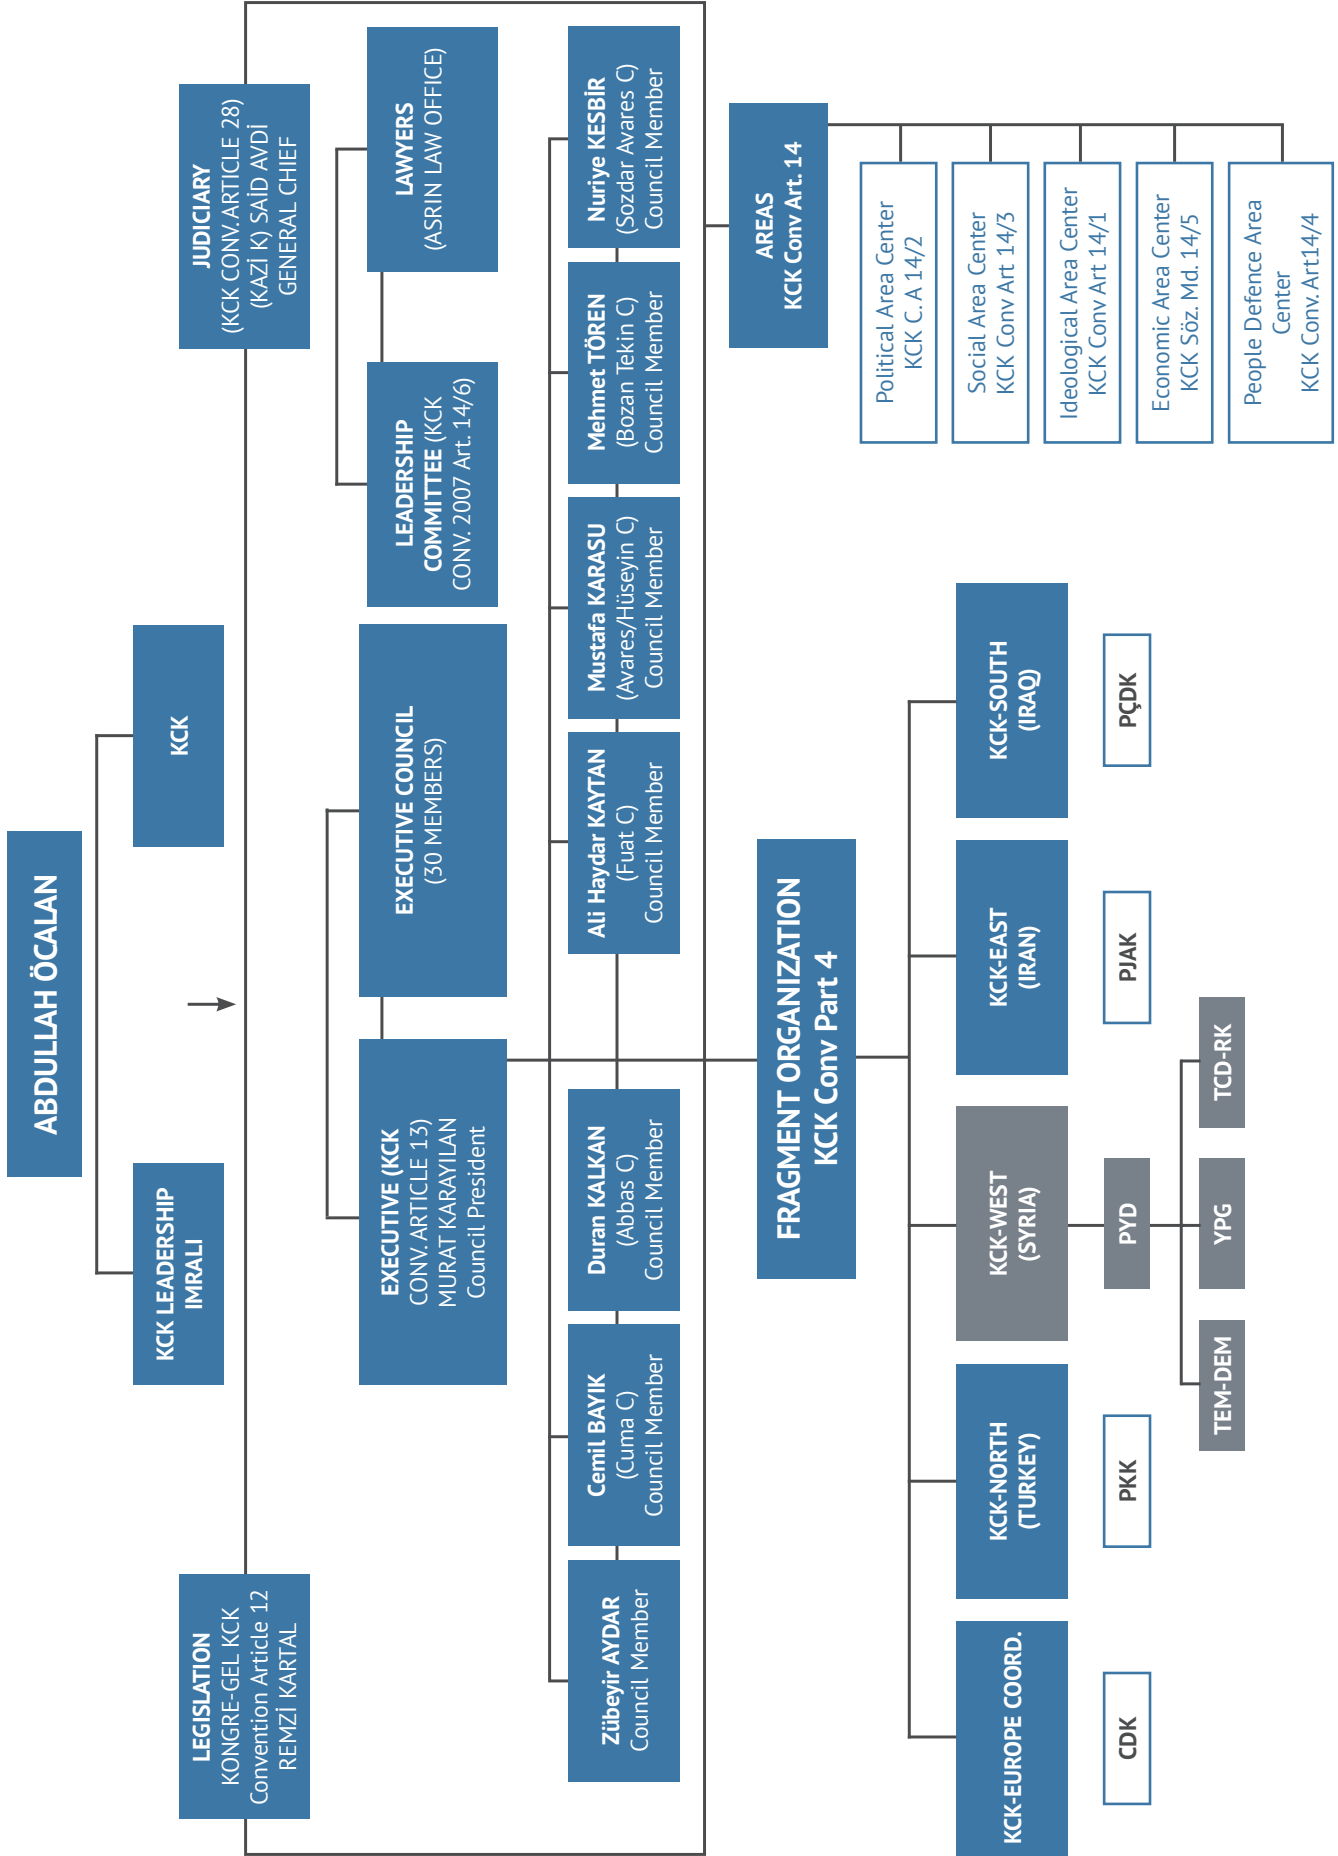 ABDULLAH ÖCALAN
KCK LEADERSHIP
IMRALI
KCK
LEGISLATION
KONGRE-GEL KCK
Convention Article 12
REMZİ KARTAL
JUDICIARY
(KCK CONV. ARTICLE 28)
(KAZİ K) SAİD AVDİ
GENERAL CHIEF
EXECUTIVE (KCK
CONV. ARTICLE 13)
MURAT KARAYILAN
Council President
EXECUTIVE COUNCIL
(30 MEMBERS)
LEADERSHIP
COMMITTEE (KCK
CONV. 2007 Art. 14/6)
LAWYERS
(ASRIN LAW OFFICE)
Zübeyir AYDAR
Council Member
Cemil BAYIK
(Cuma C)
Council Member
Duran KALKAN
(Abbas C)
Council Member
Ali Haydar KAYTAN
(Fuat C)
Council Member
Mustafa KARASU
(Avares/Hüseyin C)
Council Member
Mehmet TÖREN
(Bozan Tekin C)
Council Member
Nuriye KESBİR
(Sozdar Avares C)
Council Member
FRAGMENT ORGANIZATION
KCK Conv Part 4
AREAS
KCK Conv Art. 14
Political Area Center
KCK C. A 14/2
Social Area Center
KCK Conv Art 14/3
Ideological Area Center
KCK Conv Art 14/1
Economic Area Center
KCK Söz. Md. 14/5
People Defence Area
Center
KCK Conv. Art14/4
KCK-EUROPE COORD.
KCK-NORTH
(TURKEY)
KCK-WEST
(SYRIA)
KCK-EAST
(IRAN)
KCK-SOUTH
(IRAQ)
CDK
PKK
PYD
PJAK
PÇDK
TEM-DEM
YPG
TCD-RK